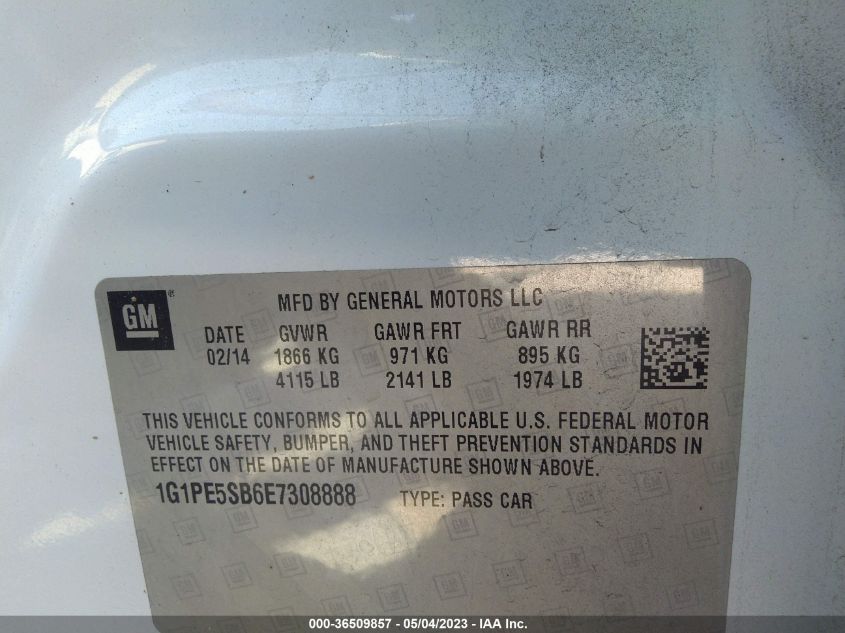 GM ® MFD BY GENERAL MOTORS LLC
DATE GVWR GAWR FRT GAWR RR
02/14 1866 KG 971 KG 895 KG
4115 LB 2141 LB 1974 LB
THIS VEHICLE CONFORMS TO ALL APPLICABLE U.S. FEDERAL MOTOR
VEHICLE SAFETY, BUMPER, AND THEFT PREVENTION STANDARDS IN
EFFECT ON THE DATE OF MANUFACTURE SHOWN ABOVE.
1G1PE5SB6E7308888 TYPE: PASS CAR
000-36509857 - 05/04/2023 - IAA Inc.